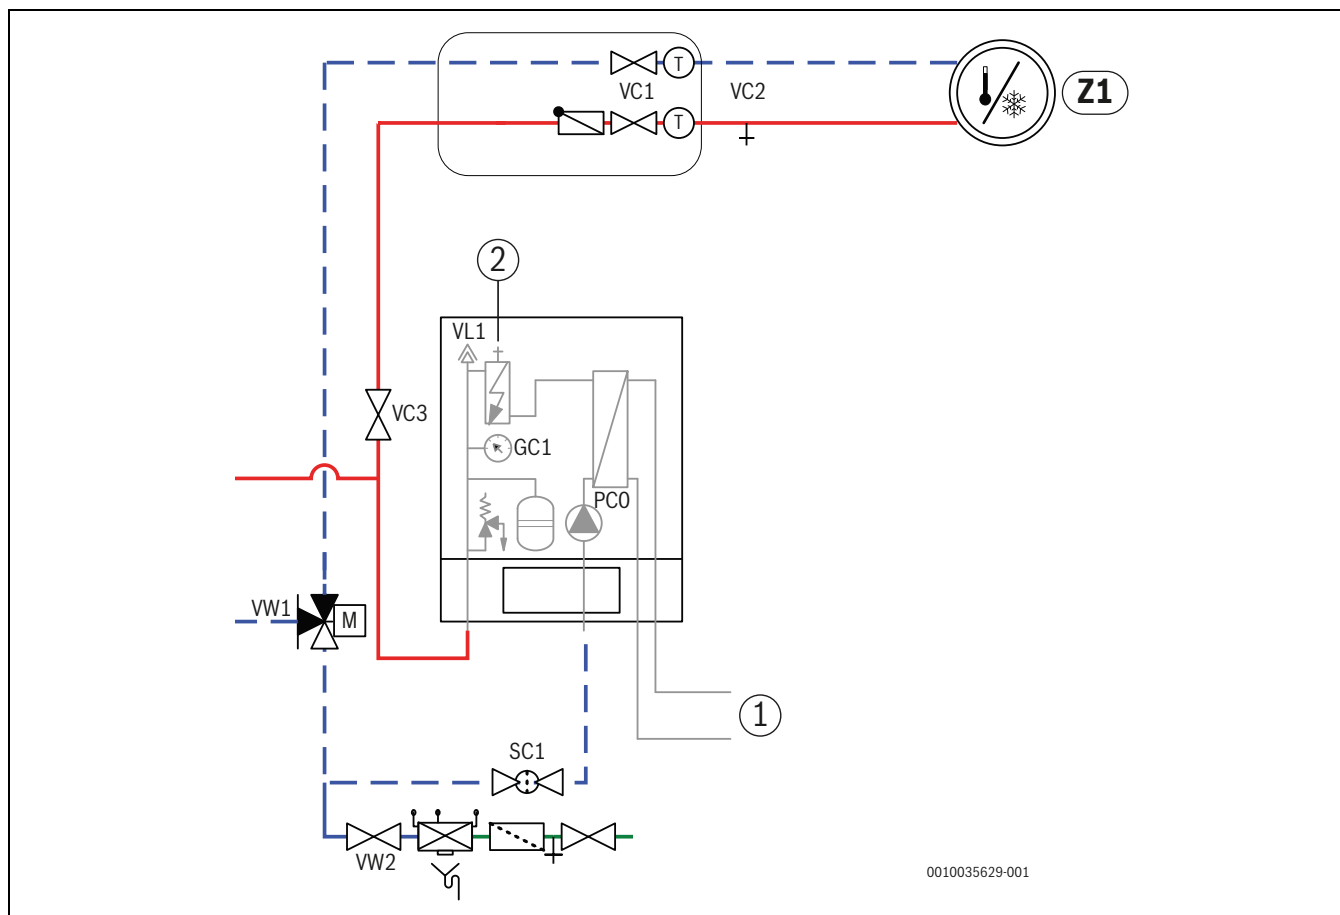 T
VC1
VC2
Z1
T
2
VL1
VC3
GC1
PC0
VW1
M
1
SC1
VW2
0010035629-001